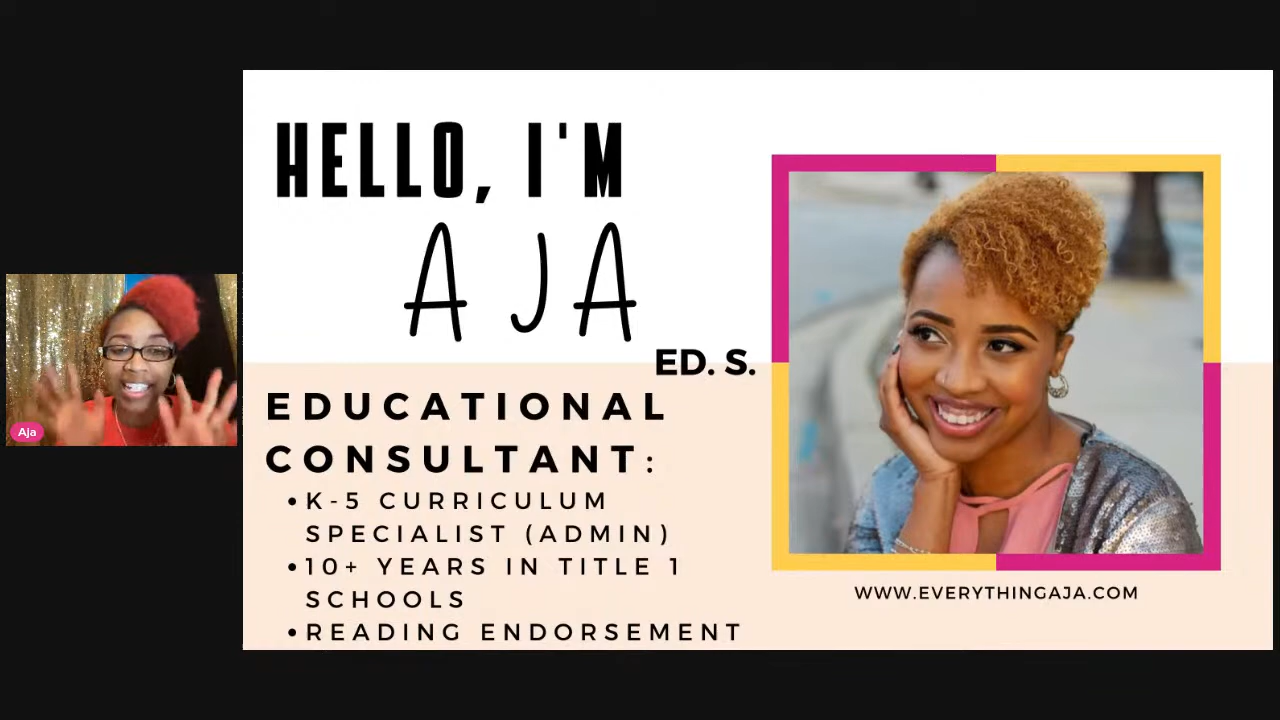 HELLO, I'M
AJA
ED. S.
EDUCATIONAL
CONSULTANT:
•K-5 CURRICULUM
SPECIALIST (ADMIN)
•10+ YEARS IN TITLE 1
SCHOOLS
•READING ENDORSEMENT
WWW.EVERYTHINGAJA.COM
Aja